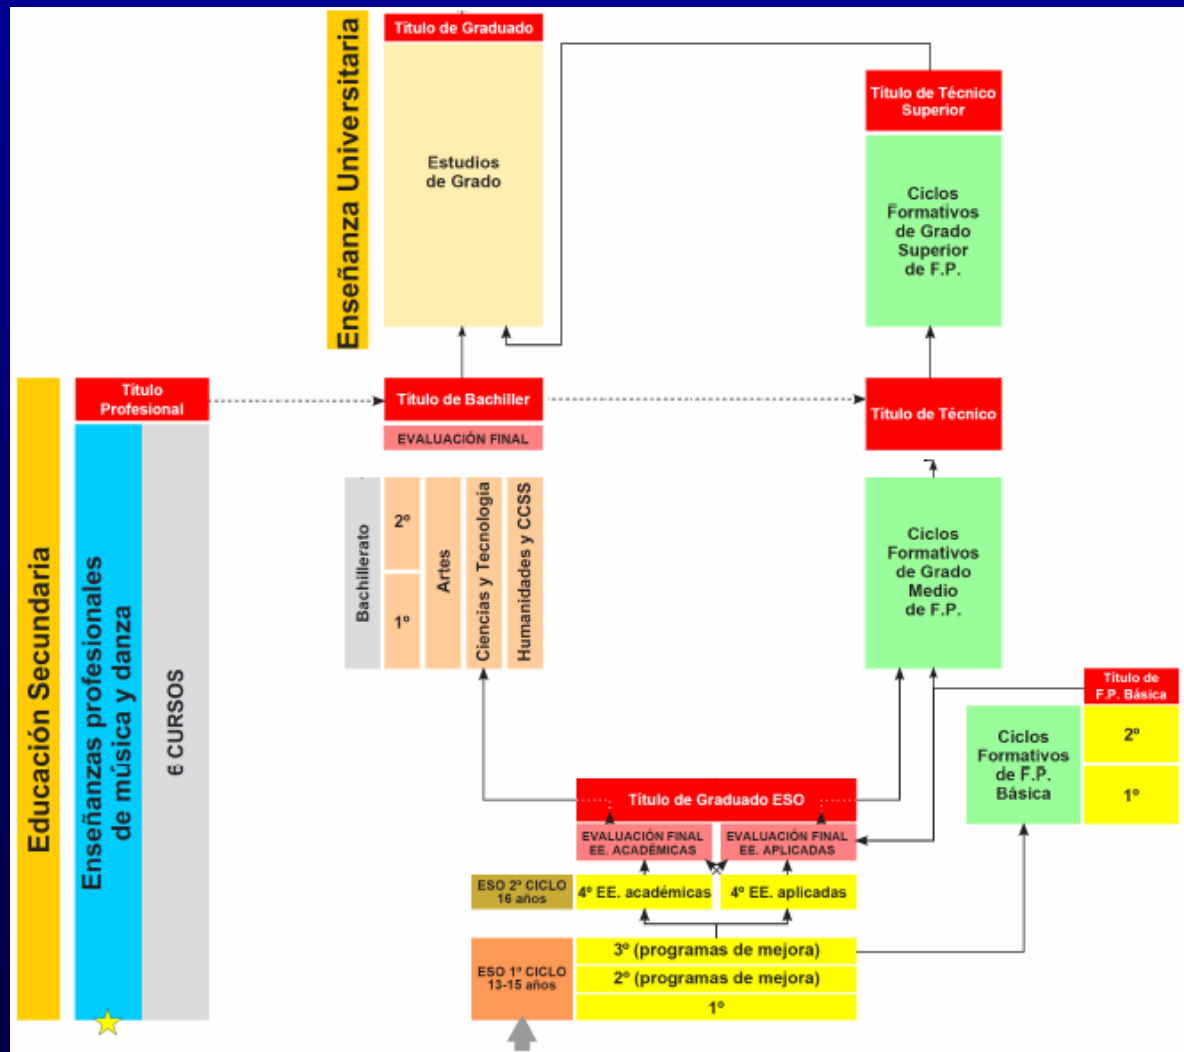 Título de Graduado
Enseñanza Universitaria
Estudios
de Grado
Título de Técnico
Superior
Ciclos
Formativos
de Grado
Superior
de F.P.
Título
Profesional
Título de Bachiller
EVALUACIÓN FINAL
Título de Técnico
Educación Secundaria
Enseñanzas profesionales
de música y danza
6 CURSOS
Bachillerato
2º
1º
Artes
Ciencias y Tecnología
Humanidades y CCSS
Ciclos
Formativos
de Grado
Medio
de F.P.
Título de
F.P. Básica
Ciclos
Formativos
de F.P.
Básica
2º
1º
Título de Graduado ESO
EVALUACIÓN FINAL
EE. ACADÉMICAS
EVALUACIÓN FINAL
EE. APLICADAS
ESO 2º CICLO
16 años
4º EE. académicas
4º EE. aplicadas
ESO 1º CICLO
13-15 años
3º (programas de mejora)
2º (programas de mejora)
1º